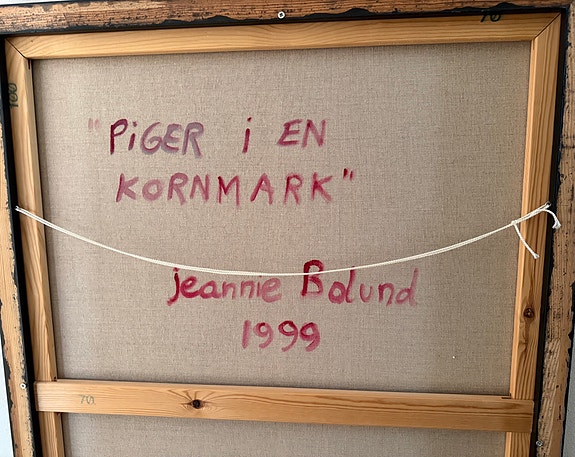 "PiGER i EN
KORNMARK"
jeannie Bolund
1999